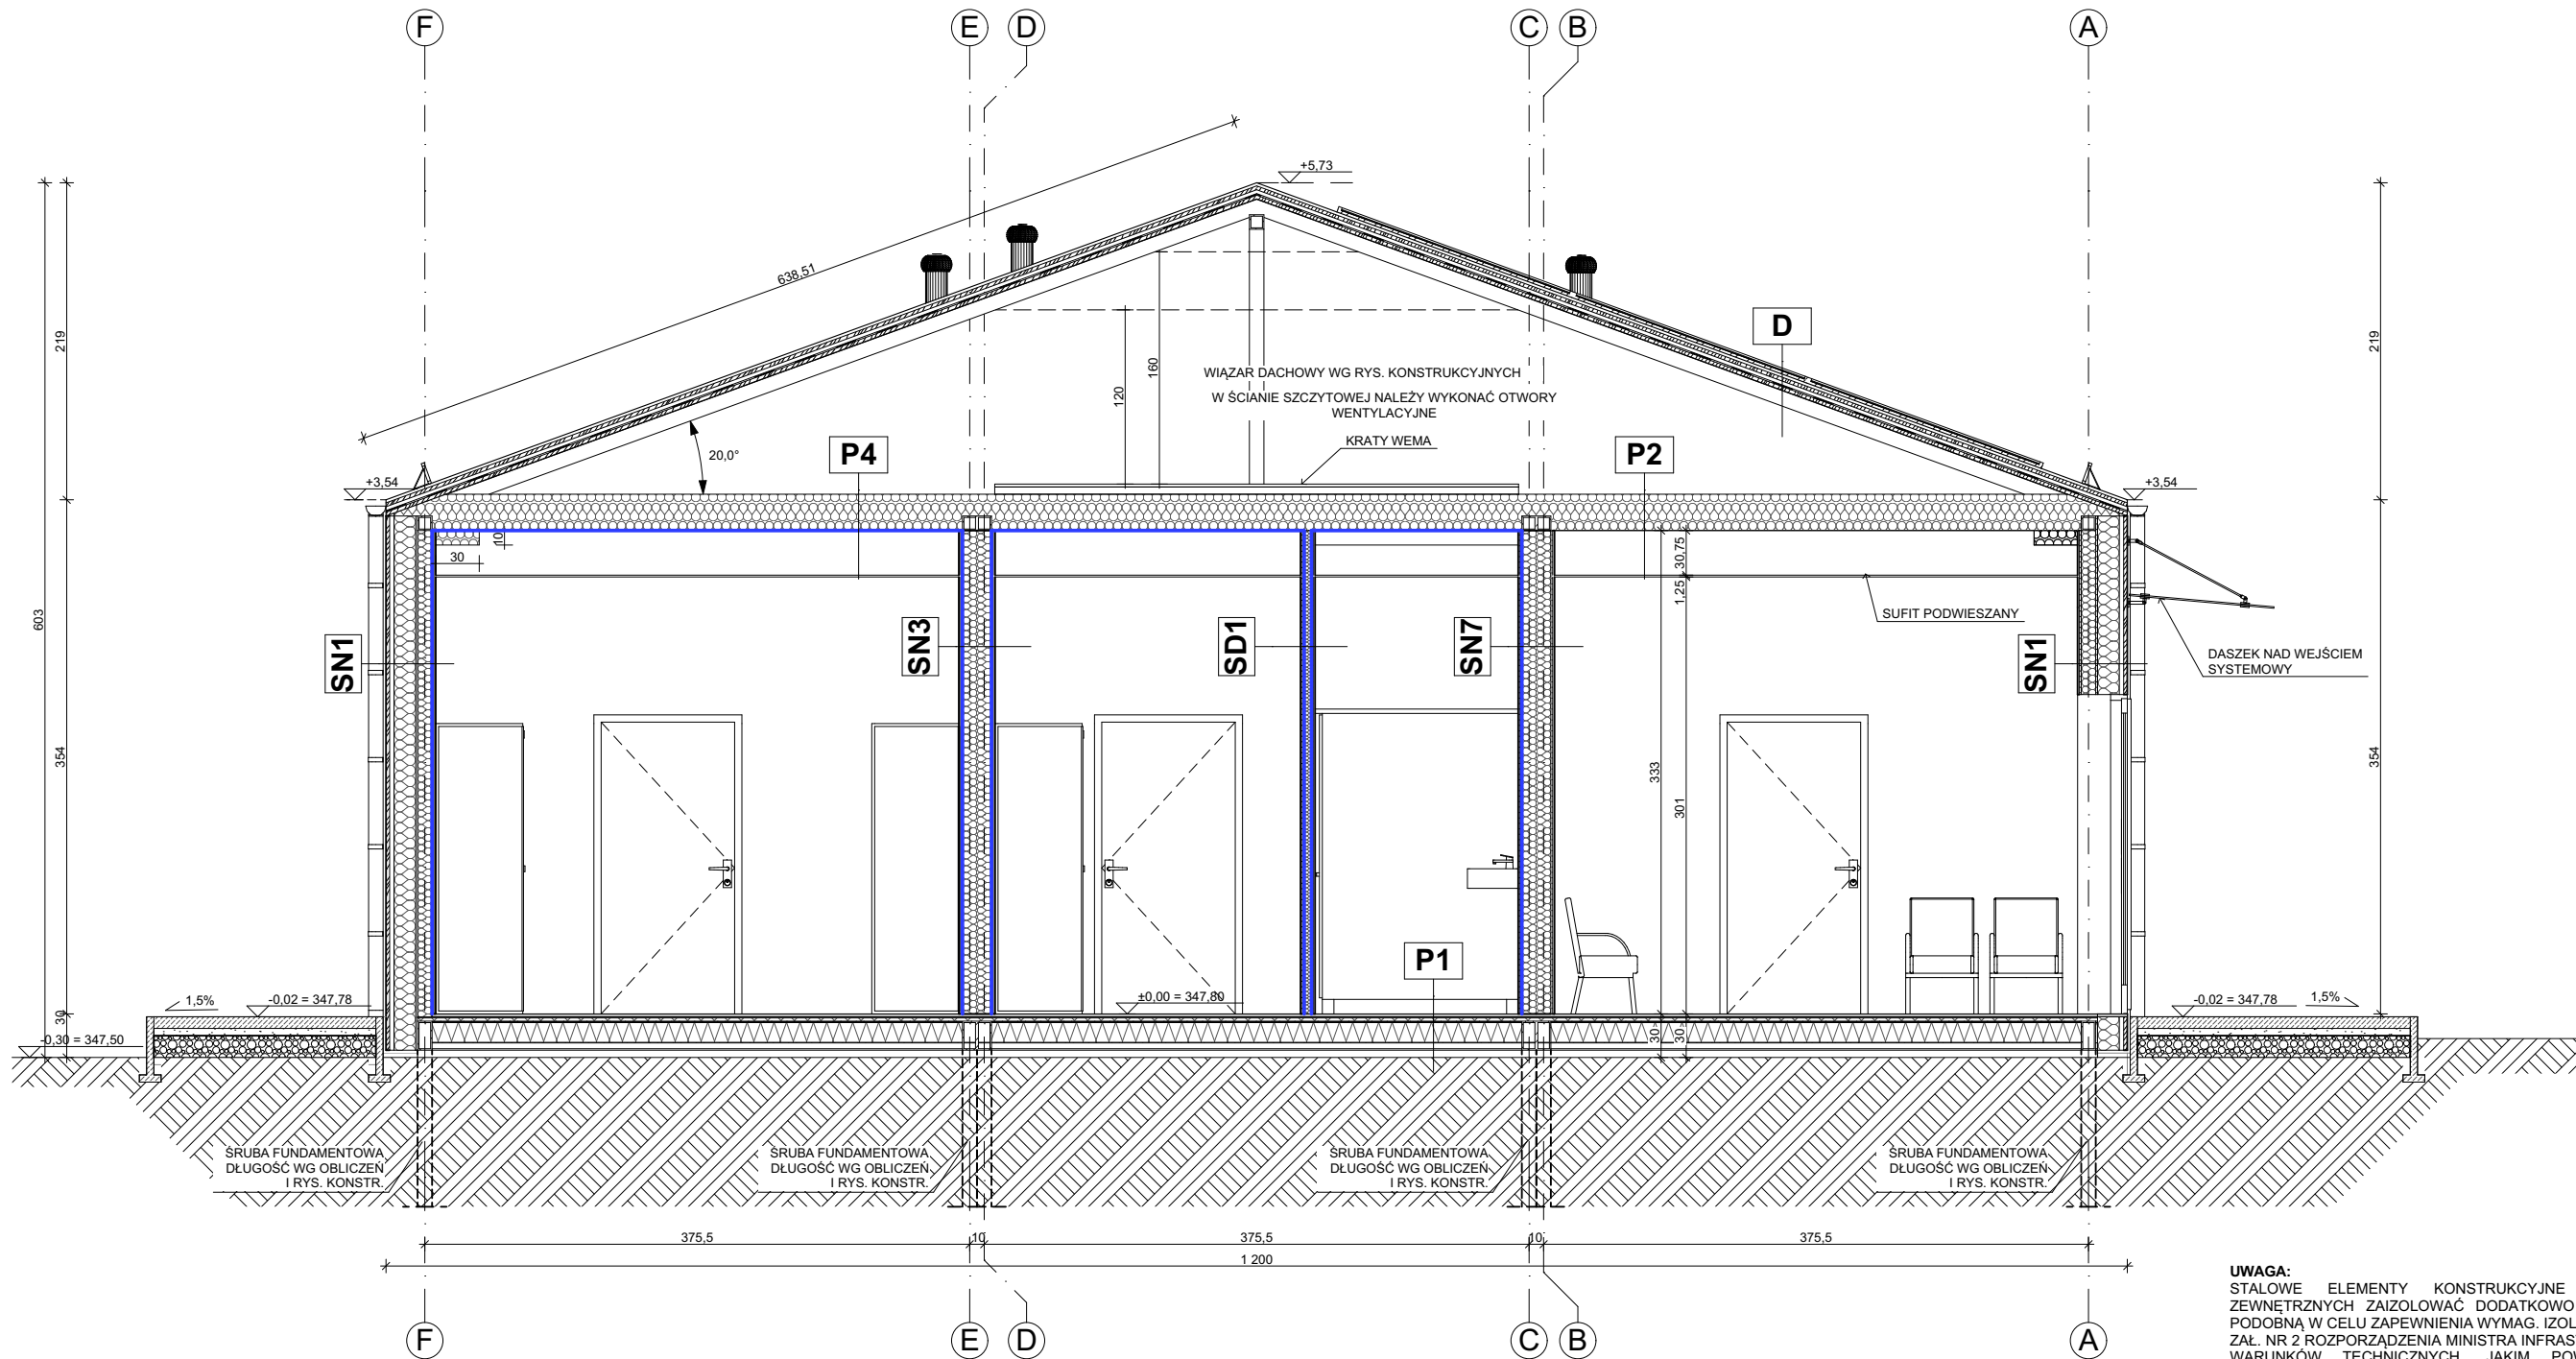 F
E
D
C
B
A
+5,73
638,51
219
603
354
30
219
354
D
160
120
WIĄZAR DACHOWY WG RYS. KONSTRUKCYJNYCH
W ŚCIANIE SZCZYTOWEJ NALEŻY WYKONAĆ OTWORY
WENTYLACYJNE
KRATY WEMA
20,0°
P4
P2
+3,54
+3,54
10
30
30,75
1,25
SUFIT PODWIESZANY
SN1
SN3
SD1
SN7
SN1
DASZEK NAD WEJŚCIEM
SYSTEMOWY
333
301
P1
1,5%
-0,02 = 347,78
±0,00 = 347,80
-0,02 = 347,78
1,5%
-0,30 = 347,50
30
30
ŚRUBA FUNDAMENTOWA
DŁUGOŚĆ WG OBLICZEŃ
I RYS. KONSTR.
ŚRUBA FUNDAMENTOWA
DŁUGOŚĆ WG OBLICZEŃ
I RYS. KONSTR.
ŚRUBA FUNDAMENTOWA
DŁUGOŚĆ WG OBLICZEŃ
I RYS. KONSTR.
ŚRUBA FUNDAMENTOWA
DŁUGOŚĆ WG OBLICZEŃ
I RYS. KONSTR.
375,5
10
375,5
10
375,5
1 200
F
E
D
C
B
A
UWAGA:
STALOWE ELEMENTY KONSTRUKCYJNE
ZEWNĘTRZNYCH ZAIZOLOWAĆ DODATKOWO
PODOBNĄ W CELU ZAPEWNIENIA WYMAG. IZOL
ZAŁ. NR 2 ROZPORZĄDZENIA MINISTRA INFRAS
WARUNKÓW TECHNICZNYCH, JAKIM